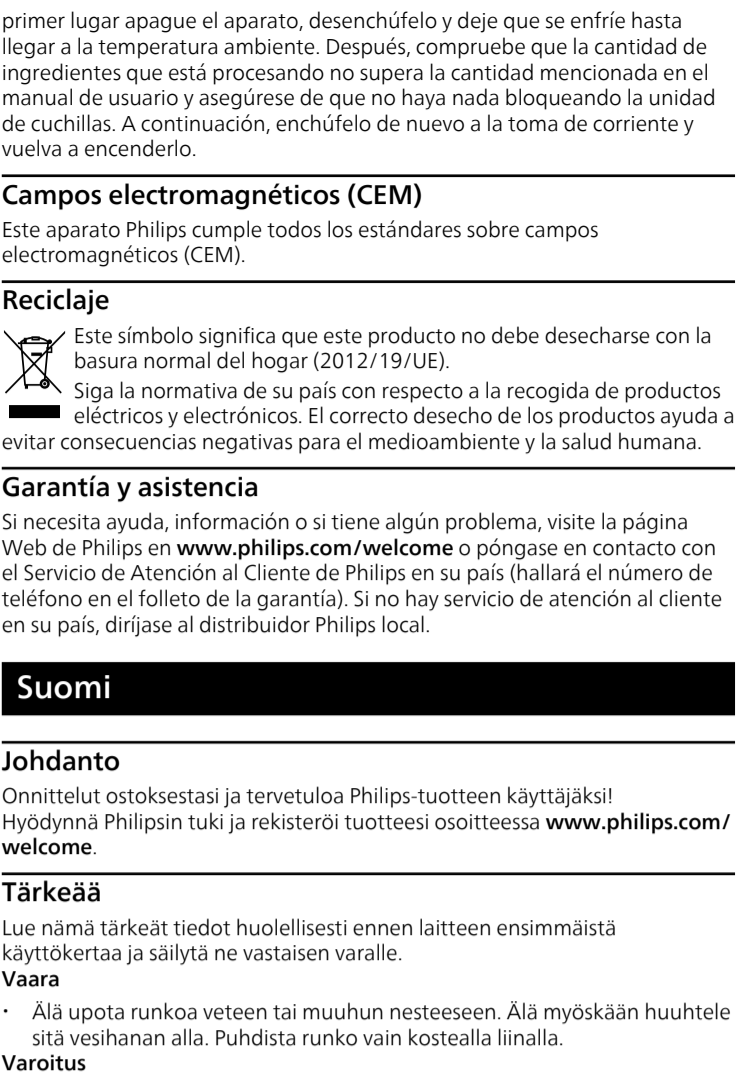 primer lugar apague el aparato, desenchúfelo y deje que se enfríe hasta
llegar a la temperatura ambiente. Después, compruebe que la cantidad de
ingredientes que está procesando no supera la cantidad mencionada en el
manual de usuario y asegúrese de que no haya nada bloqueando la unidad
de cuchillas. A continuación, enchúfelo de nuevo a la toma de corriente y
vuelva a encenderlo.
Campos electromagnéticos (CEM)
Este aparato Philips cumple todos los estándares sobre campos
electromagnéticos (CEM).
Reciclaje
Este símbolo significa que este producto no debe desecharse con la
basura normal del hogar (2012/19/UE).
Siga la normativa de su país con respecto a la recogida de productos
eléctricos y electrónicos. El correcto desecho de los productos ayuda a
evitar consecuencias negativas para el medioambiente y la salud humana.
Garantía y asistencia
Si necesita ayuda, información o si tiene algún problema, visite la página
Web de Philips en www.philips.com/welcome o póngase en contacto con
el Servicio de Atención al Cliente de Philips en su país (hallará el número de
teléfono en el folleto de la garantía). Si no hay servicio de atención al cliente
en su país, diríjase al distribuidor Philips local.
Suomi
Johdanto
Onnittelut ostoksestasi ja tervetuloa Philips-tuotteen käyttäjäksi!
Hyödynnä Philipsin tuki ja rekisteröi tuotteesi osoitteessa www.philips.com/
welcome.
Tärkeää
Lue nämä tärkeät tiedot huolellisesti ennen laitteen ensimmäistä
käyttökertaa ja säilytä ne vastaisen varalle.
Vaara
• Älä upota runkoa veteen tai muuhun nesteeseen. Älä myöskään huuhtele
sitä vesihanan alla. Puhdista runko vain kostealla liinalla.
Varoitus